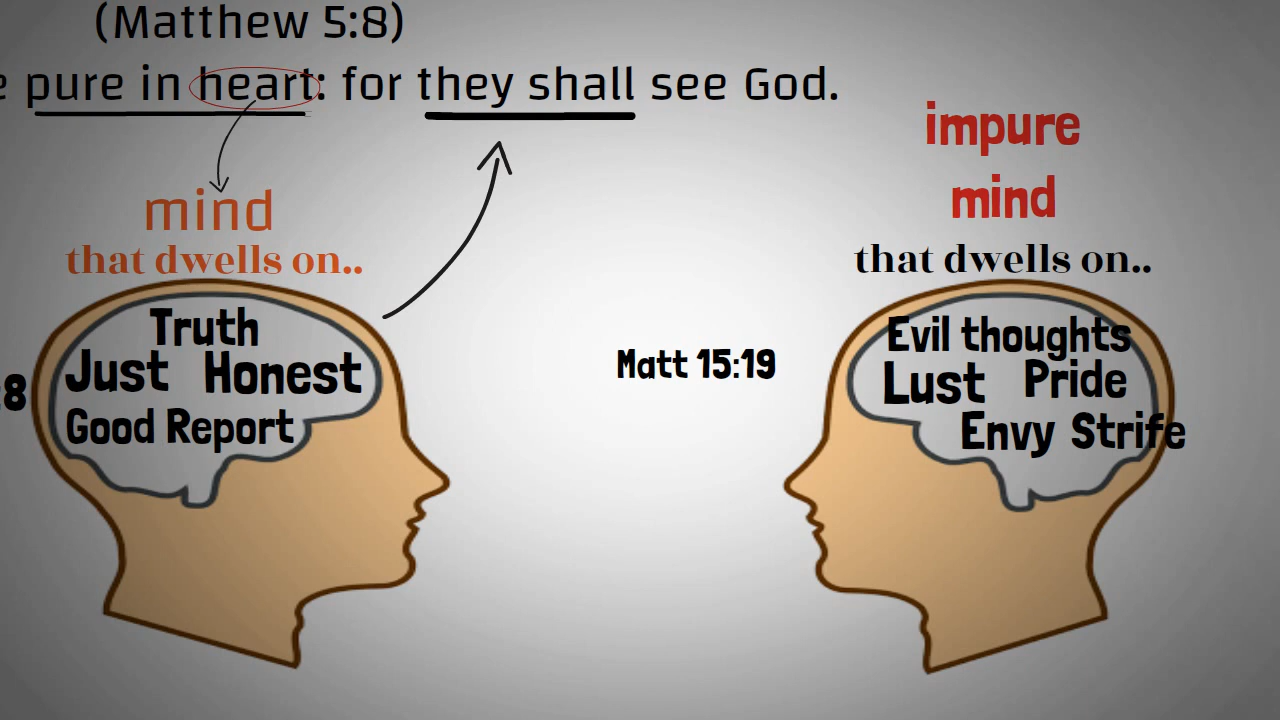 (Matthew 5:8)
e pure in heart: for they shall see God.
impure
mind
that dwells on..
Evil thoughts
Lust Pride
Envy Strife
mind
that dwells on..
Truth
Just Honest
Good Report
:8
Matt 15:19